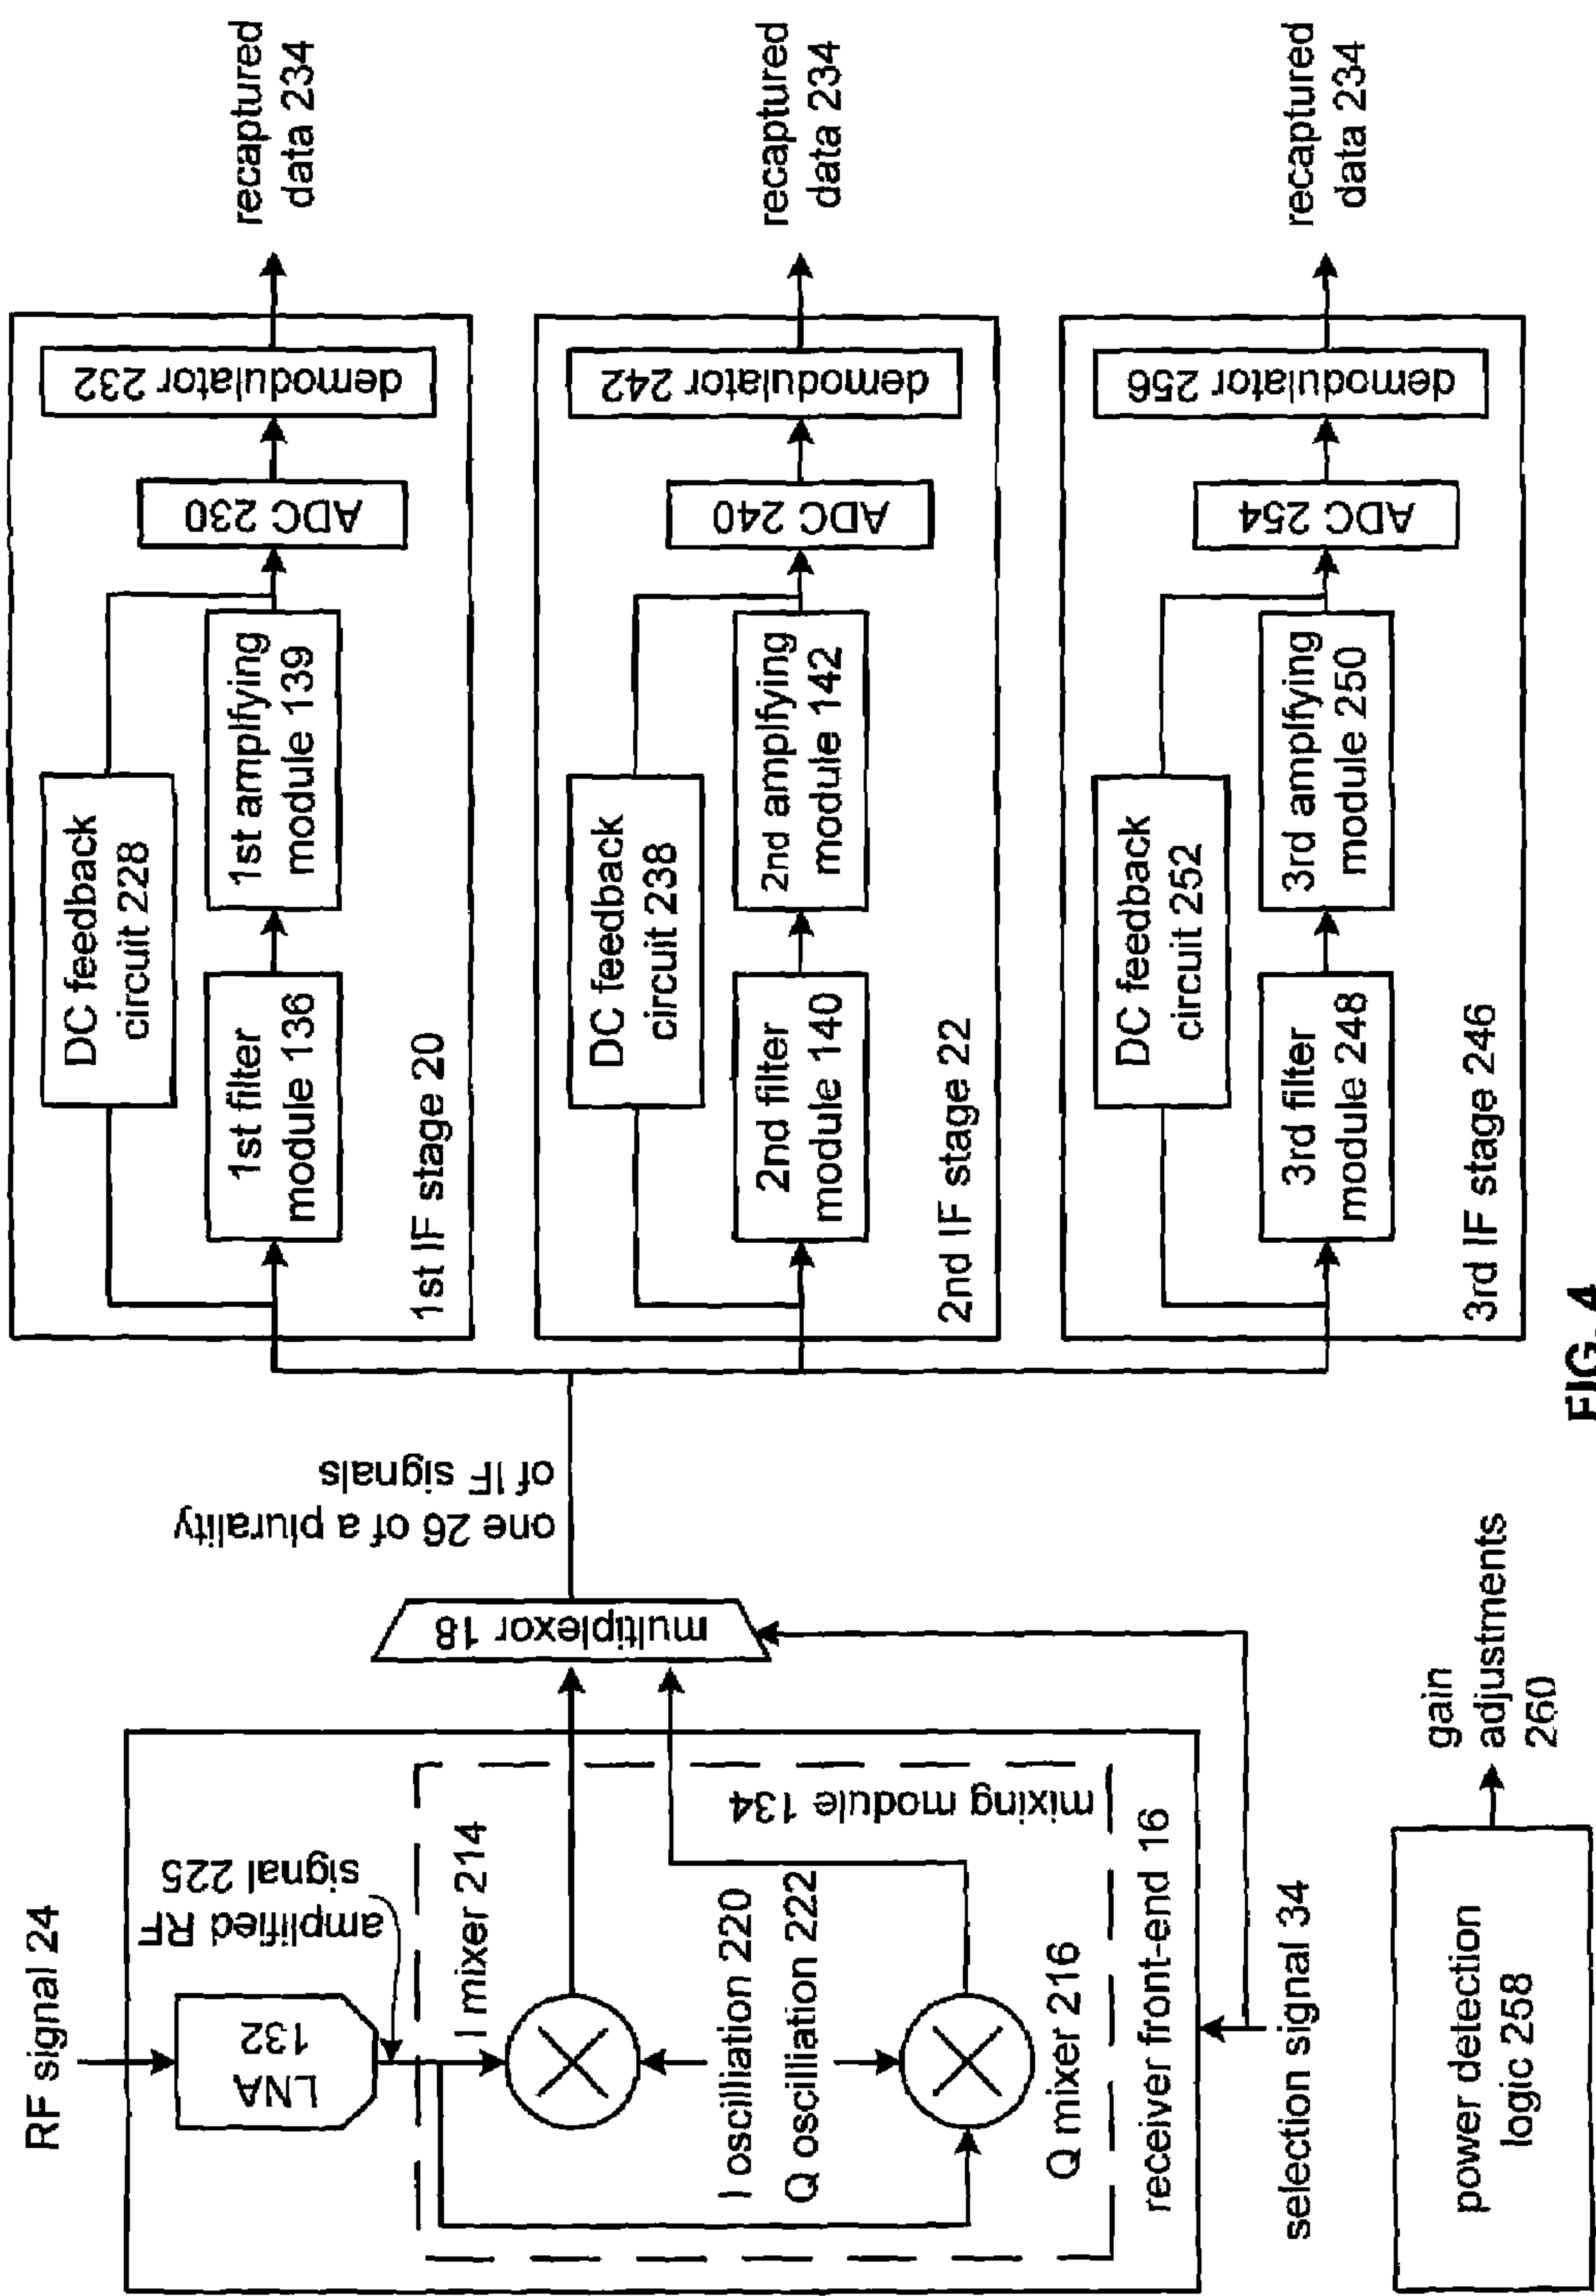 RF signal 24
LNA
132
amplified RF
signal 225
I mixer 214
I oscilliation 220
Q oscilliation 222
Q mixer 216
mixing module 134
receiver front-end 16
selection signal 34
power detection
logic 258
gain
adjustments
260
multiplexor 18
one 26 of a plurality
of IF signals
DC feedback
circuit 228
1st filter
module 136
1st amplfying
module 139
ADC 230
demodulator 232
1st IF stage 20
recaptured
data 234
DC feedback
circuit 238
2nd filter
module 140
2nd amplfying
module 142
ADC 240
demodulator 242
2nd IF stage 22
recaptured
data 234
DC feedback
circuit 252
3rd filter
module 248
3rd amplfying
module 250
ADC 254
demodulator 256
3rd IF stage 246
recaptured
data 234
FIG. 4